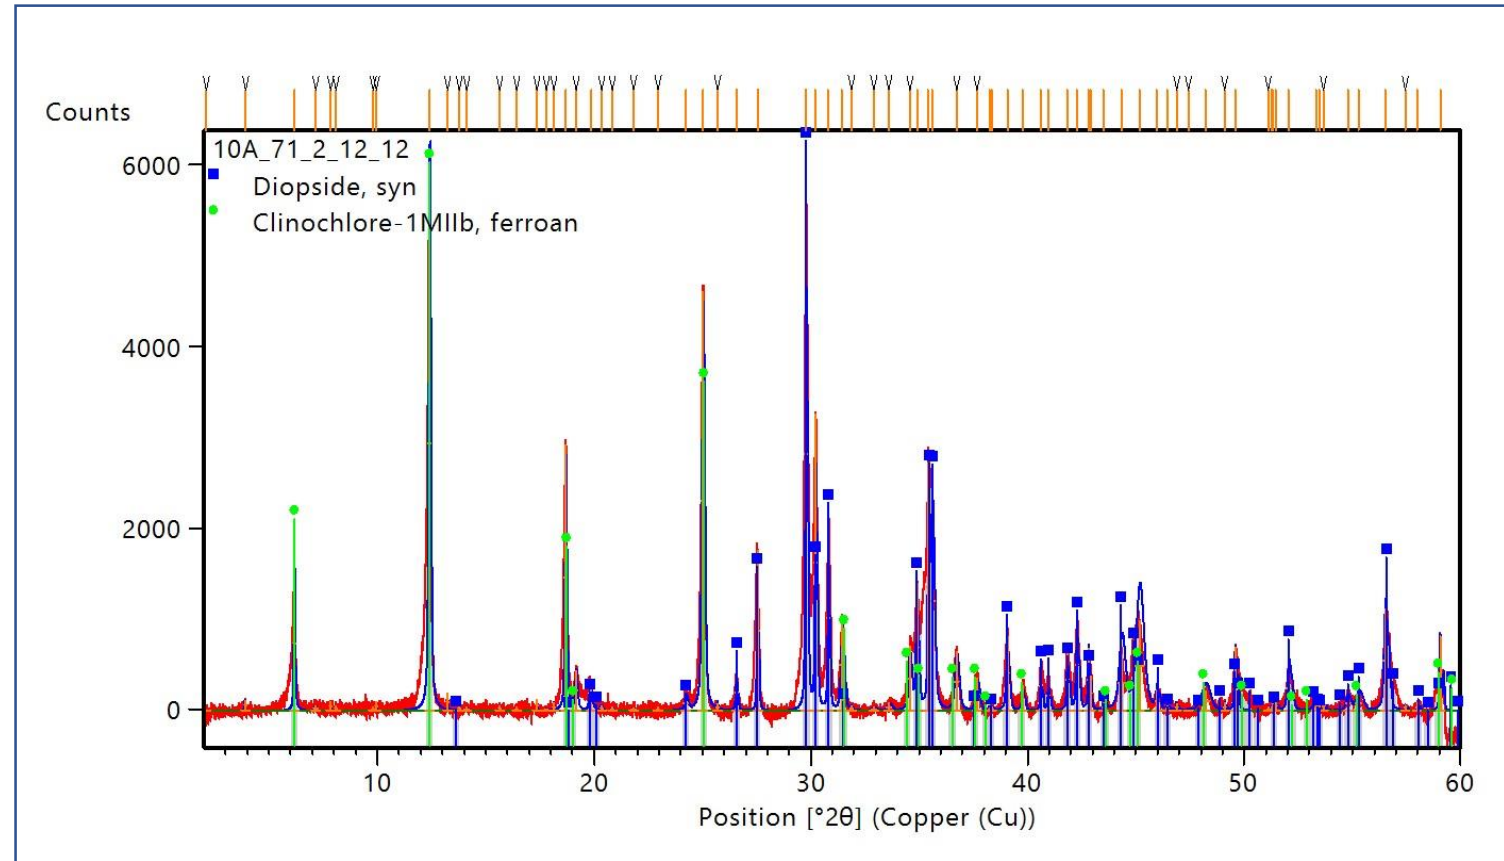 Counts
10A_71_2_12_12
6000
Diopside, syn
Clinochlore-1MIIb, ferroan
4000
2000
0
10 20 30 40 50 60
Position [°2θ] (Copper (Cu))